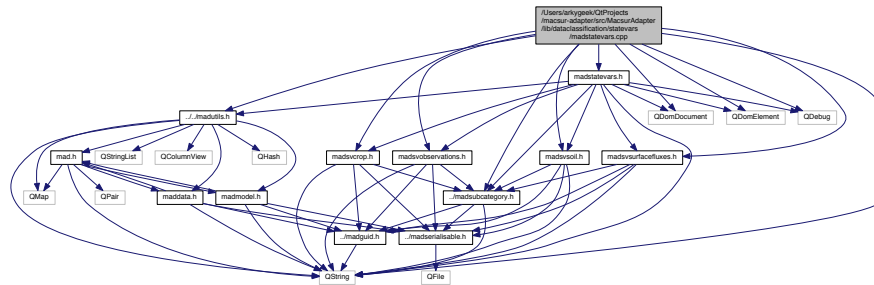 /Users/arkygeek/QtProjects
/macsur-adapter/src/MacsurAdapter
/lib/dataclassification/statevars
/madstatevars.cpp
madstatevars.h
../../madutils.h
QDomDocument
QDomElement
QDebug
mad.h
QStringList
QColumnView
QHash
madsvcrop.h
madsvobservations.h
madsvsoil.h
madsvsurfacefluxes.h
QMap
QPair
maddata.h
madmodel.h
../madsubcategory.h
../madguid.h
../madserialisable.h
QString
QFile